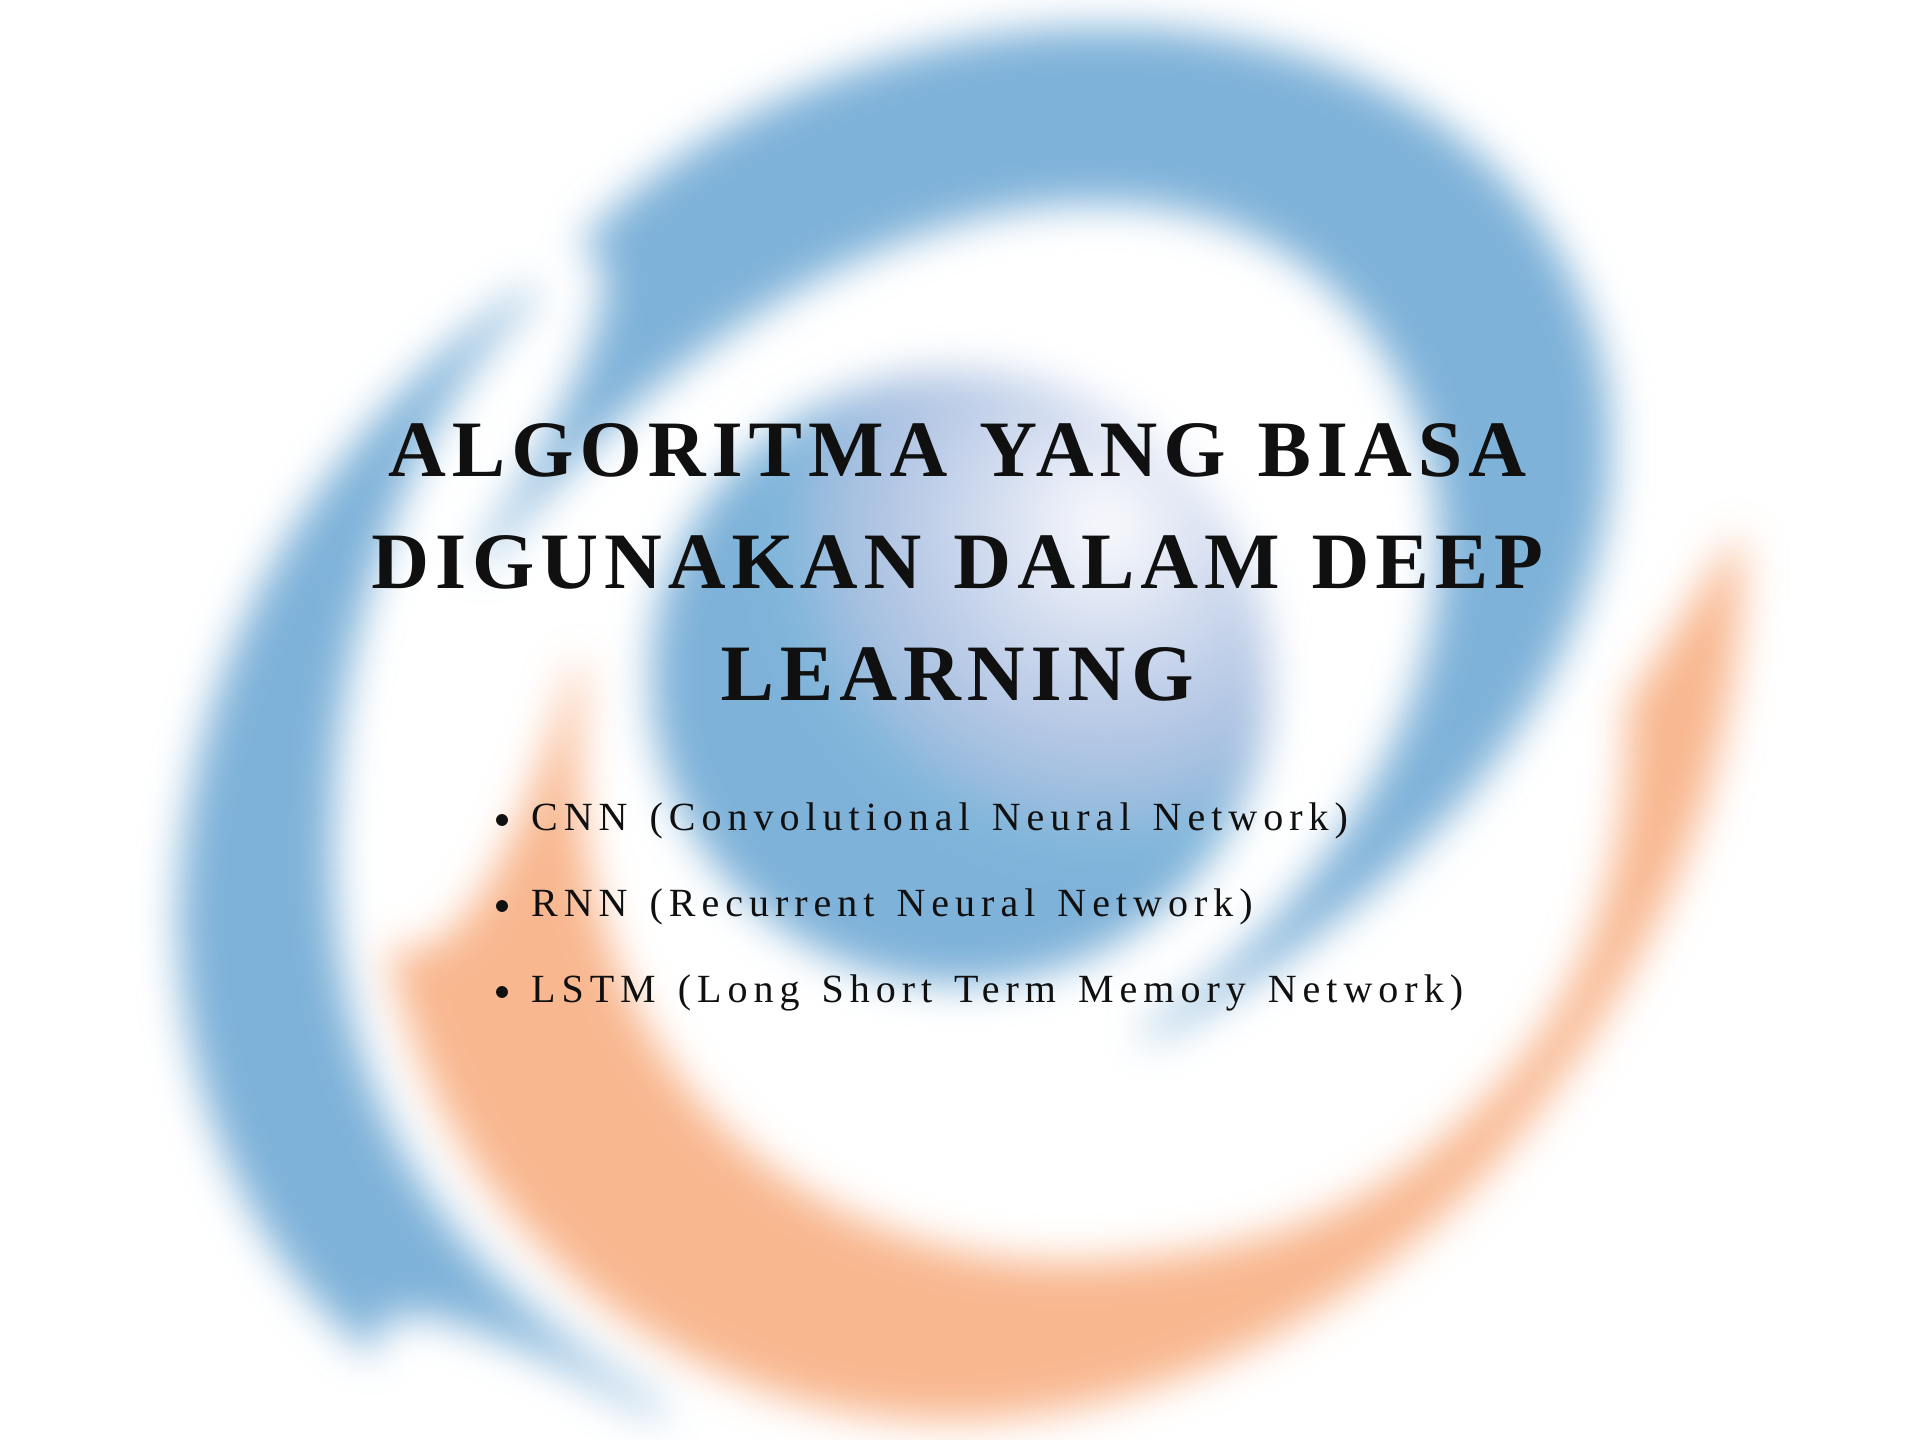 ALGORITMA YANG BIASA
DIGUNAKAN DALAM DEEP
LEARNING
• CNN (Convolutional Neural Network)
• RNN (Recurrent Neural Network)
• LSTM (Long Short Term Memory Network)